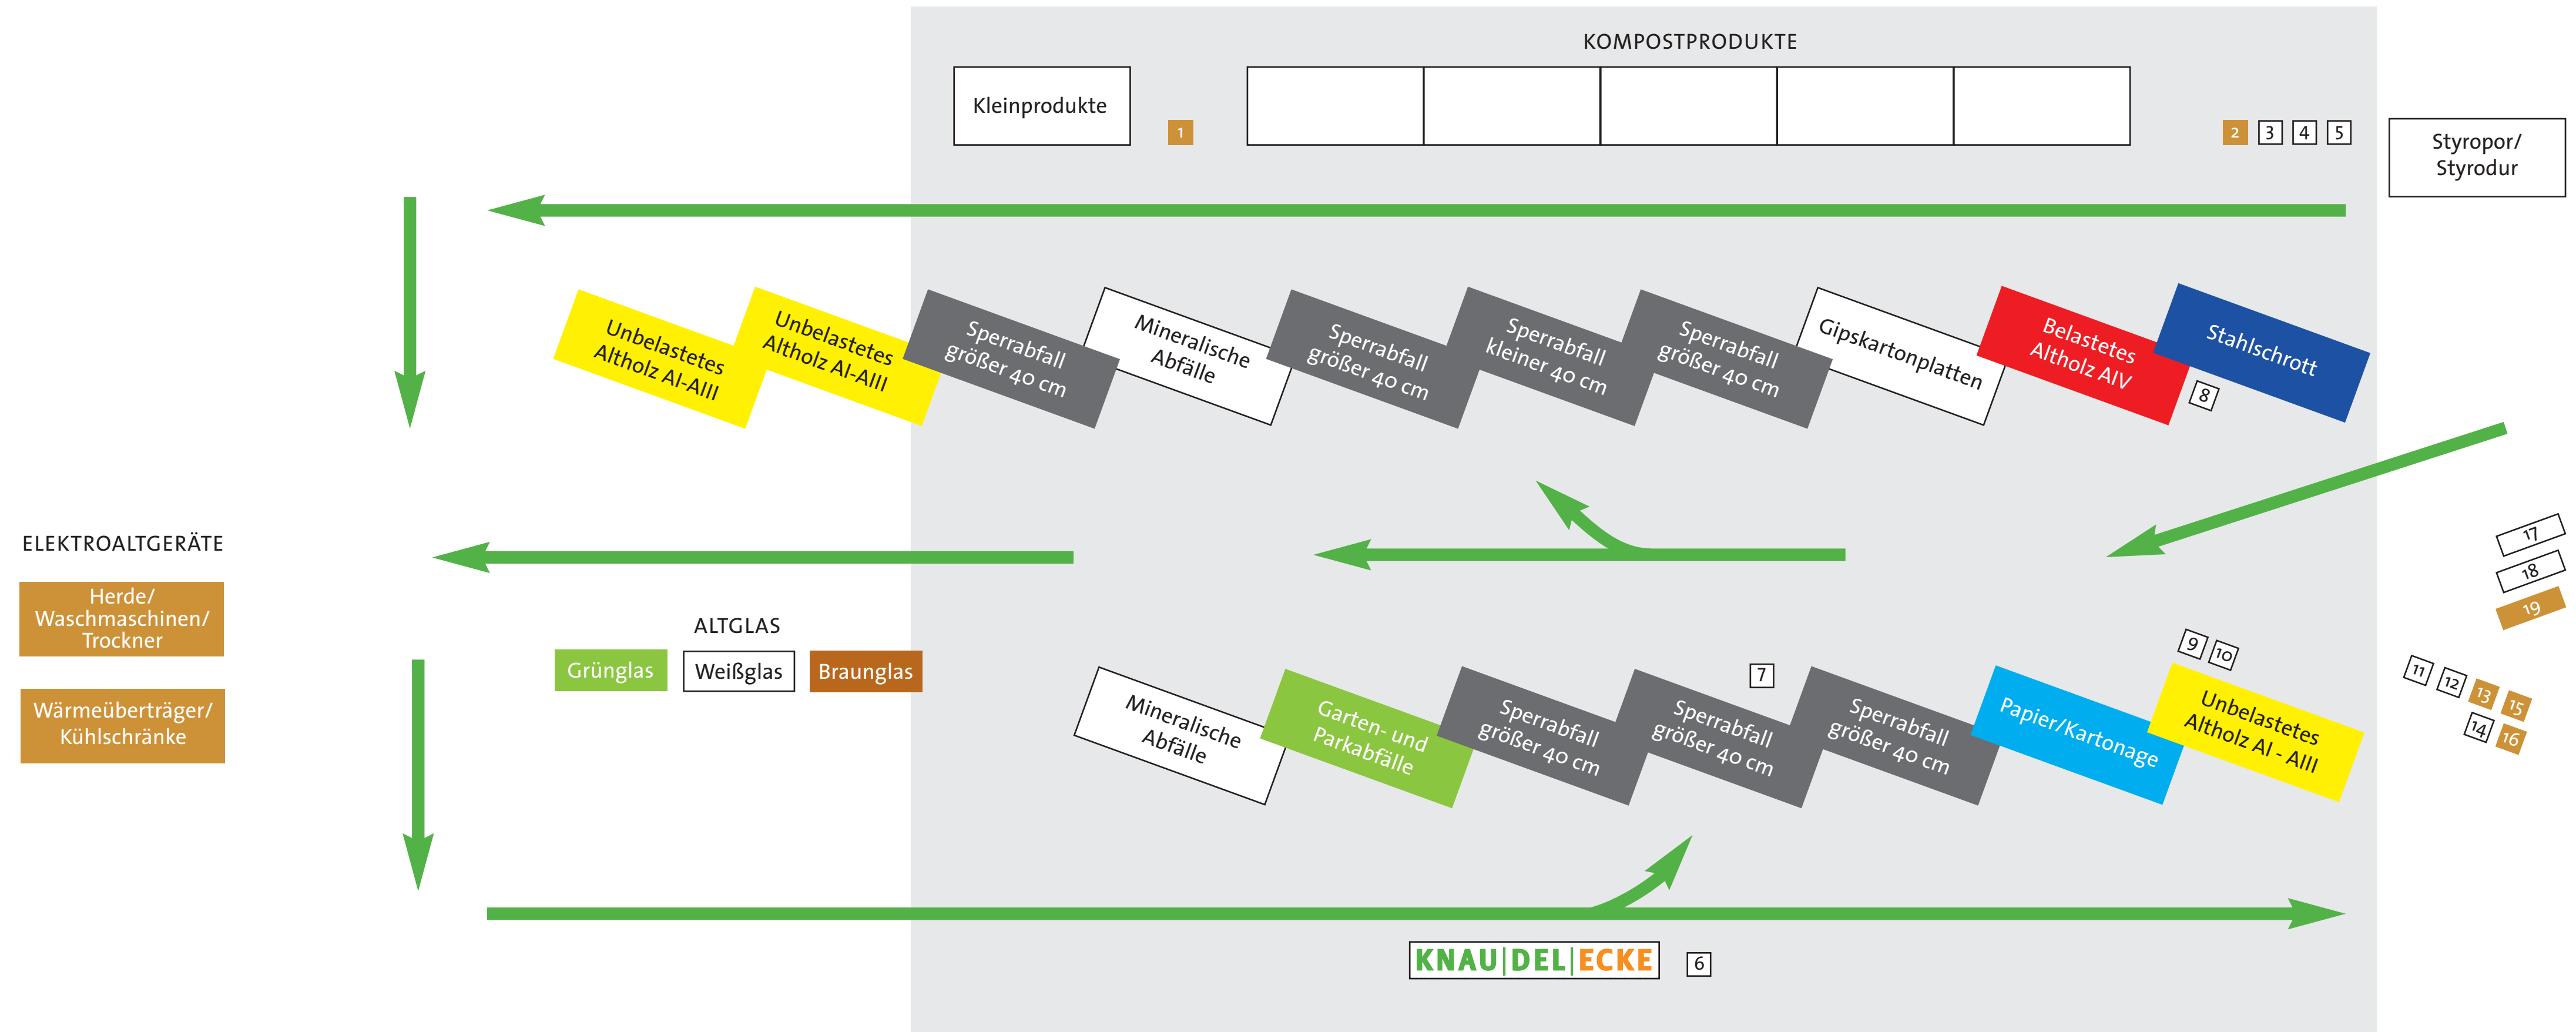 KOMPOSTPRODUKTE
Kleinprodukte
1
2
3
4
5
Styropor/
Styrodur
Unbelastetes
Altholz AI-AIII
Unbelastetes
Altholz AI-AIII
Sperrabfall
größer 40 cm
Mineralische
Abfälle
Sperrabfall
größer 40 cm
Sperrabfall
kleiner 40 cm
Sperrabfall
größer 40 cm
Gipskartonplatten
Belastetes
Altholz AIV
Stahlschrott
8
ELEKTROALTGERÄTE
Herde/
Waschmaschinen/
Trockner
Wärmeüberträger/
Kühlschränke
ALTGLAS
Grünglas
Weißglas
Braunglas
17
18
19
9
10
7
11
12
13
15
14
16
Mineralische
Abfälle
Garten- und
Parkabfälle
Sperrabfall
größer 40 cm
Sperrabfall
größer 40 cm
Sperrabfall
größer 40 cm
Papier/Kartonage
Unbelastetes
Altholz AI - AIII
KNAU|DEL|ECKE
6